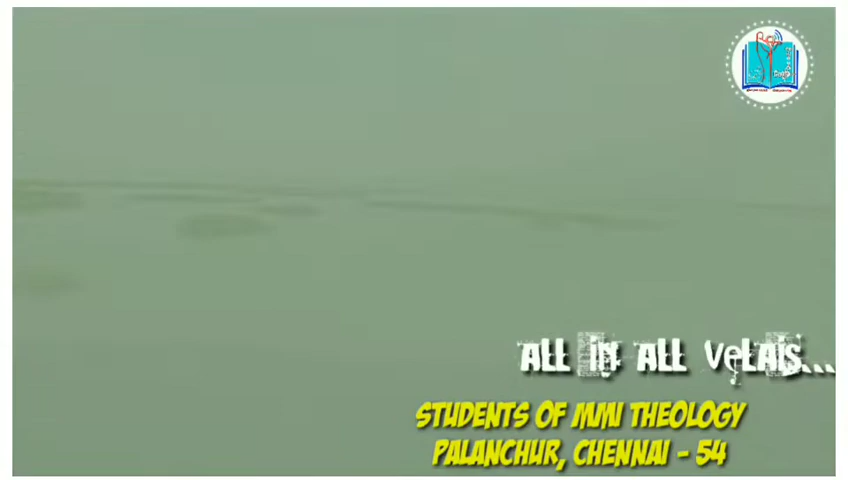 ALL iN ALL VeLAiS...
STUDENTS OF MMI THEOLOGY
PALANCHUR, CHENNAI - 54